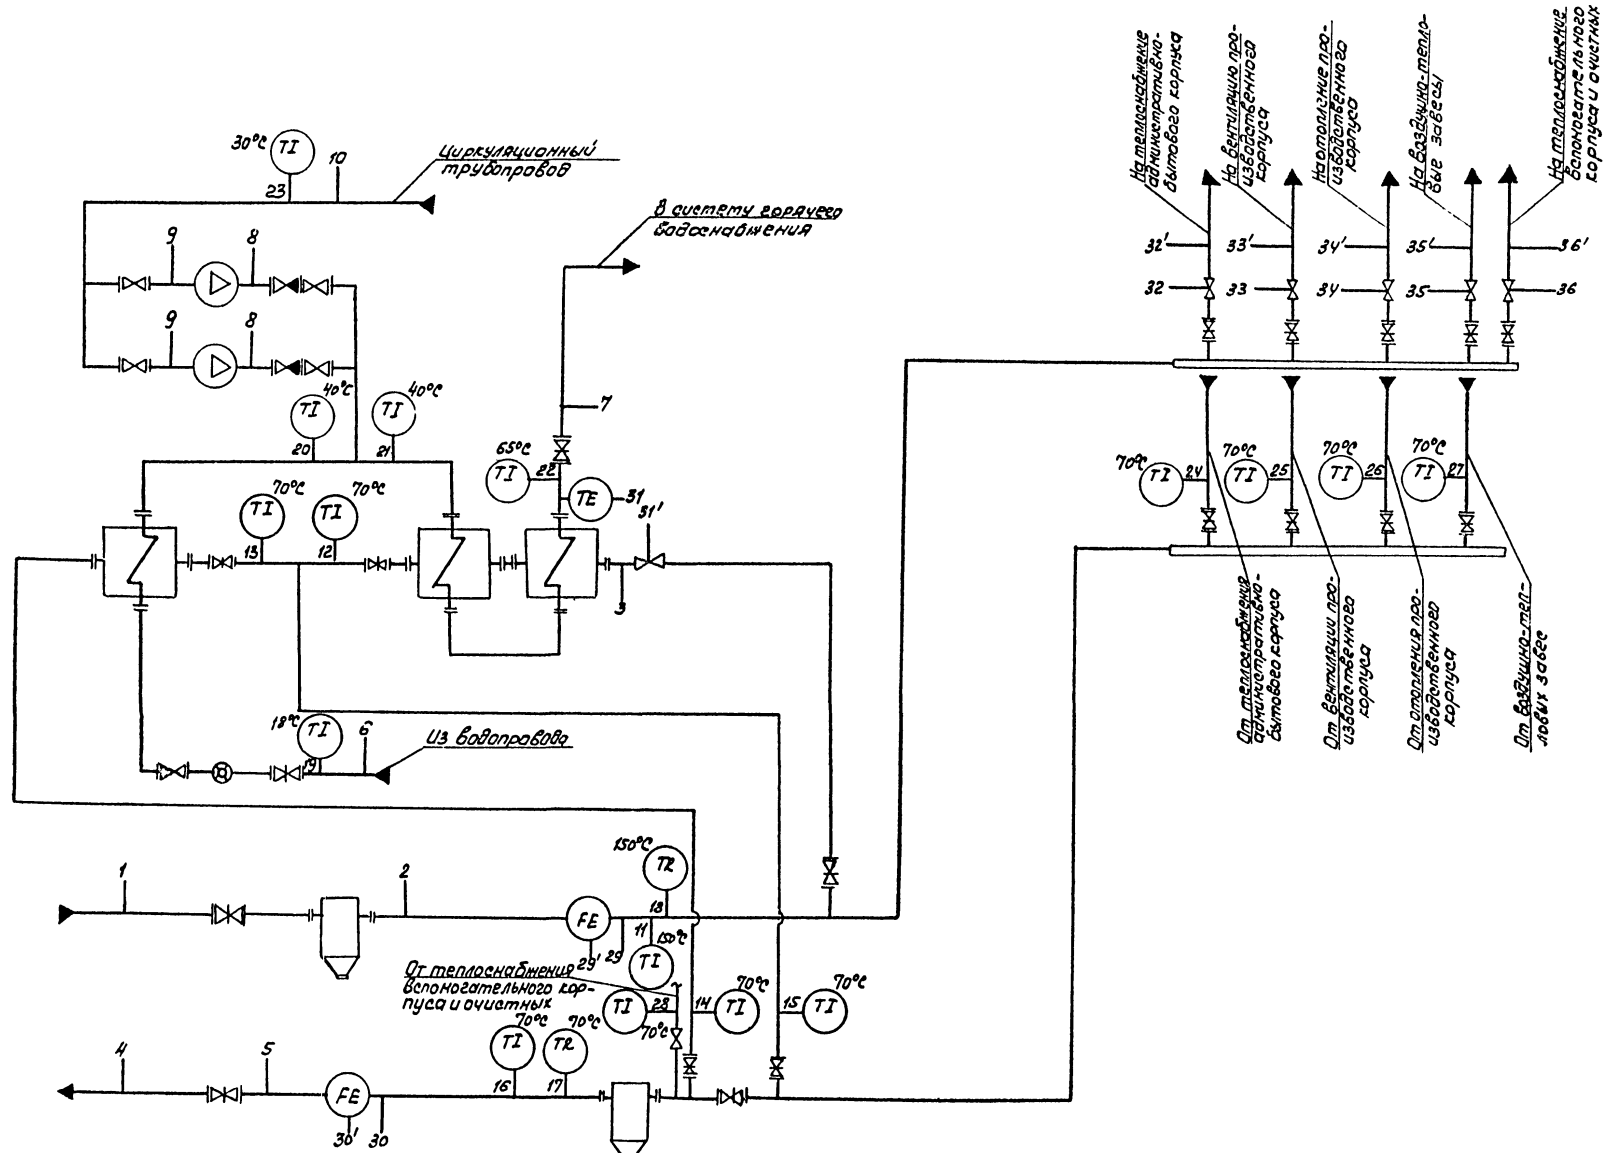 На теплоснабжение
административно-
бытового корпуса
На вентиляцию про-
изводственного
корпуса
На отопление про-
изводственного
корпуса
На воздушно-тепло-
вые завесы
На теплоснабжение
вспомогательного
корпуса и очистных
30°C
TI
10
23
Циркуляционный
трубопровод
В систему горячего
водоснабжения
9
8
9
8
32'
33'
34'
35'
36'
32
33
34
35
36
40°C
TI
20
40°C
TI
21
7
65°C
TI
22
TE
31
31'
70°C
TI
13
70°C
TI
12
3
70°C
TI
24
70°C
TI
25
70°C
TI
26
70°C
TI
27
От теплоснабжения
административно-
бытового корпуса
От вентиляции про-
изводственного
корпуса
От отопления про-
изводственного
корпуса
От воздушно-теп-
ловых завес
18°C
TI
19
6
Из водопровода
1
2
150°C
TR
18
FE
29'
29
11
150°C
TI
От теплоснабжения
вспомогательного кор-
пуса и очистных
TI
28
70°C
14
70°C
TI
15
70°C
TI
4
5
FE
30'
30
70°C
TI
16
70°C
TR
17